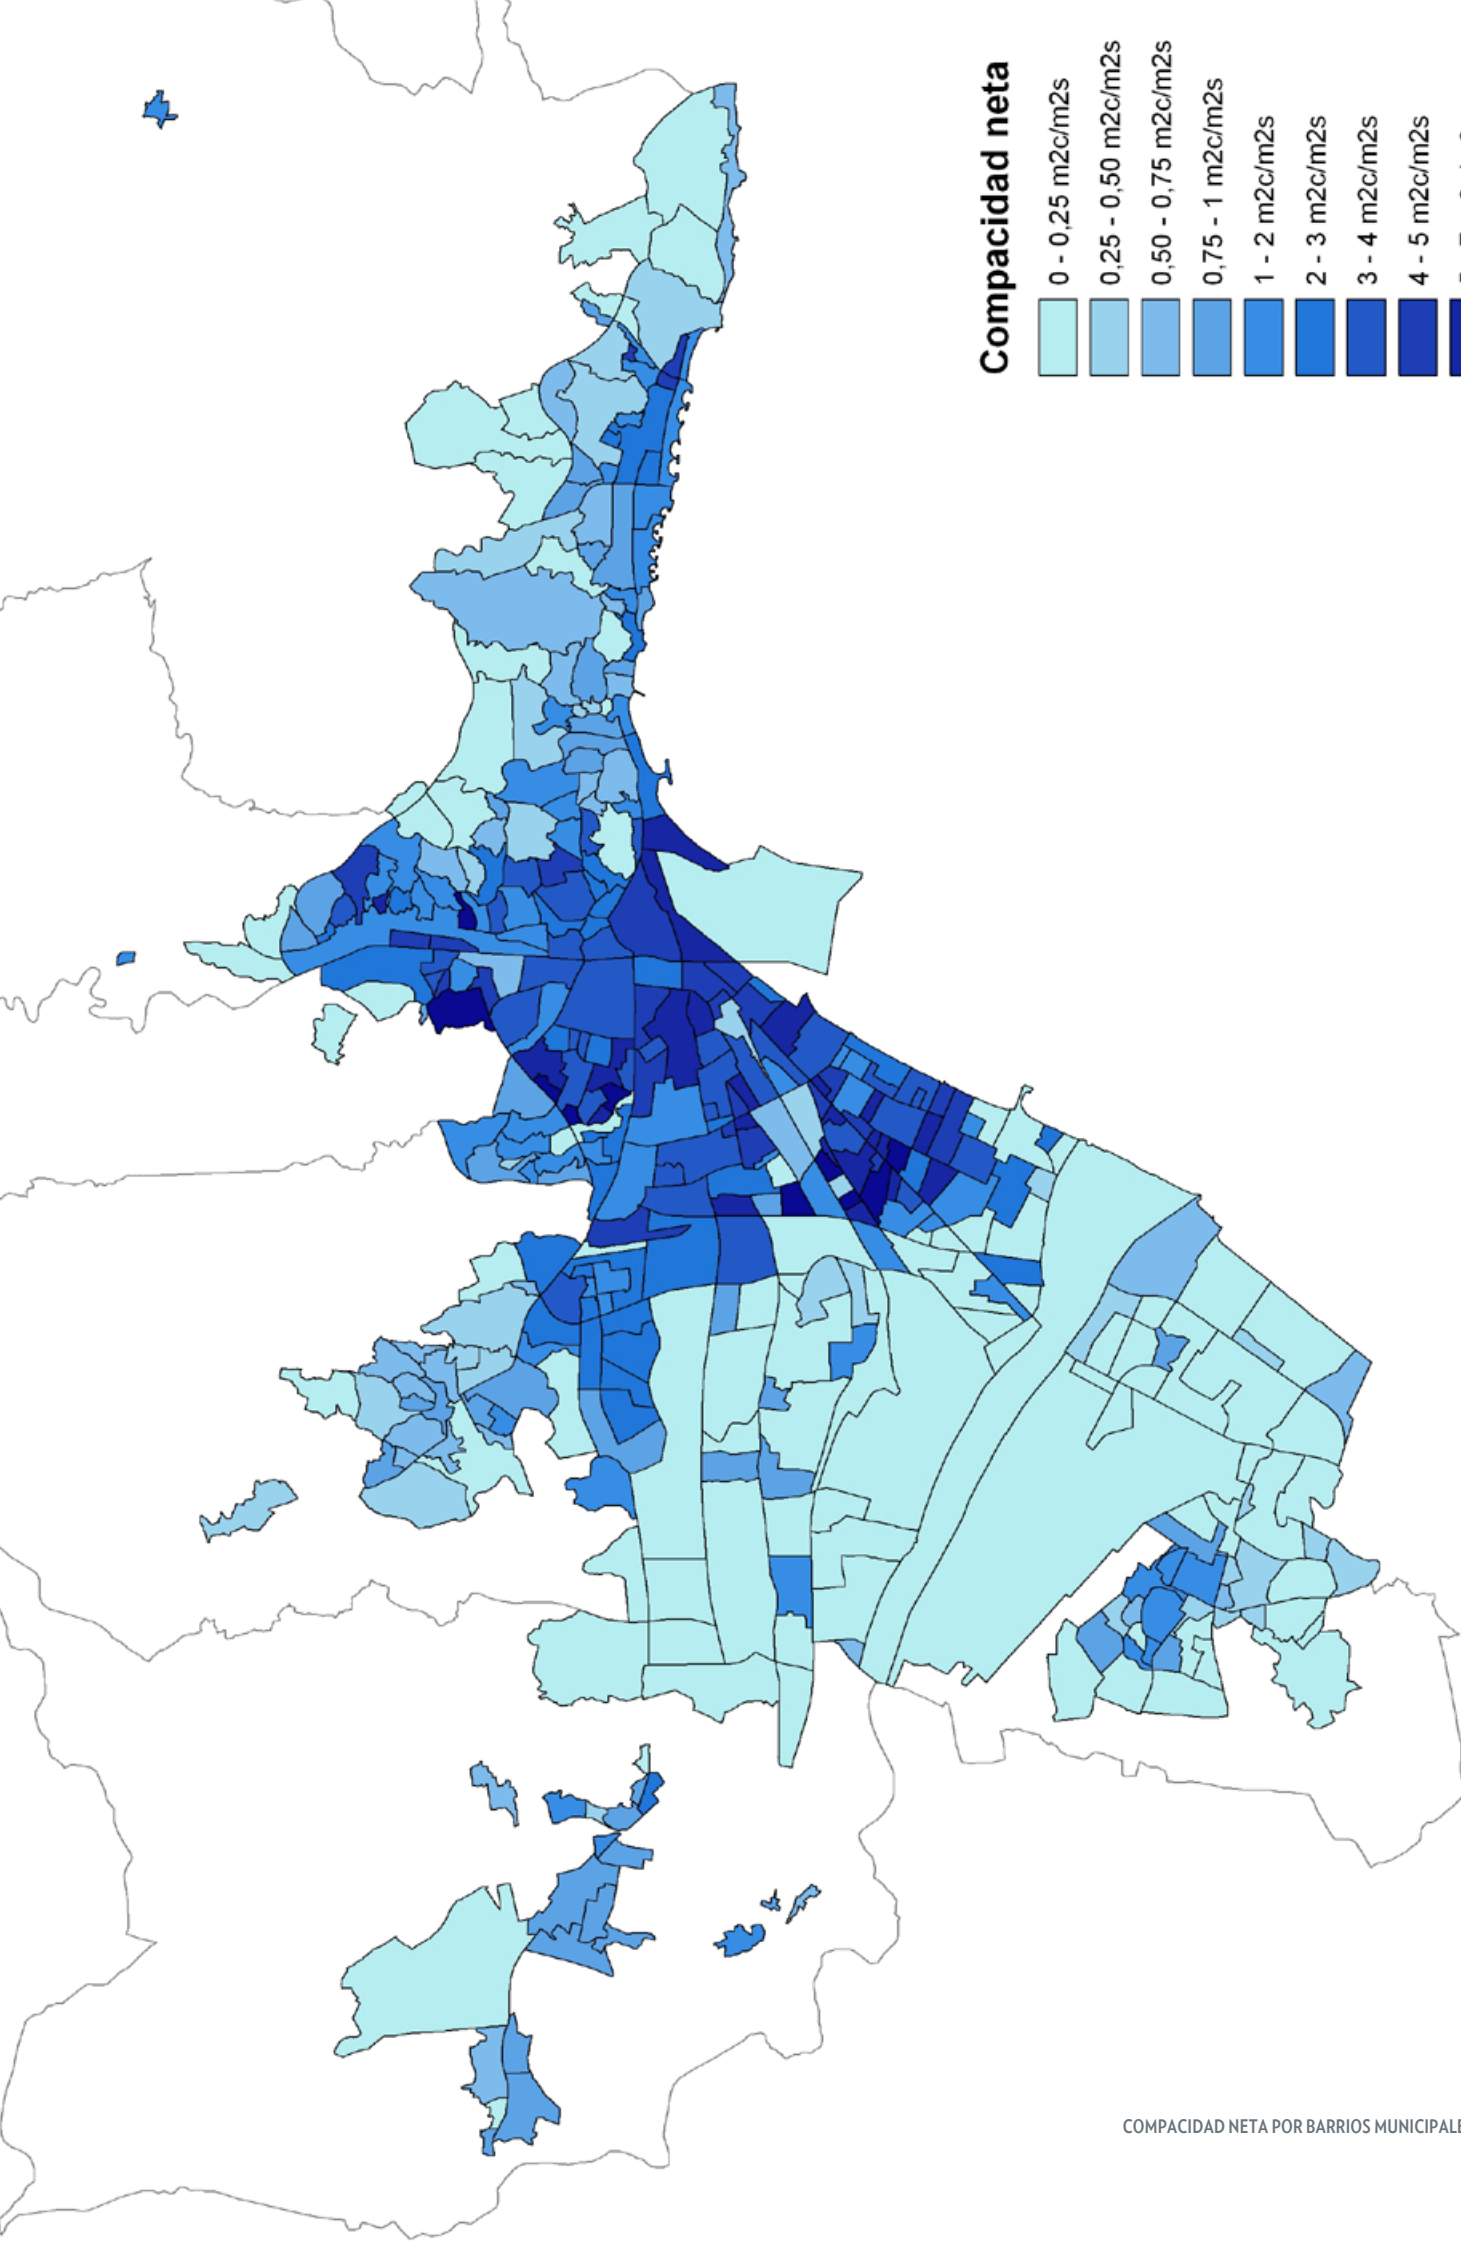 Compacidad neta
0 - 0,25 m2c/m2s
0,25 - 0,50 m2c/m2s
0,50 - 0,75 m2c/m2s
0,75 - 1 m2c/m2s
1 - 2 m2c/m2s
2 - 3 m2c/m2s
3 - 4 m2c/m2s
4 - 5 m2c/m2s
COMPACIDAD NETA POR BARRIOS